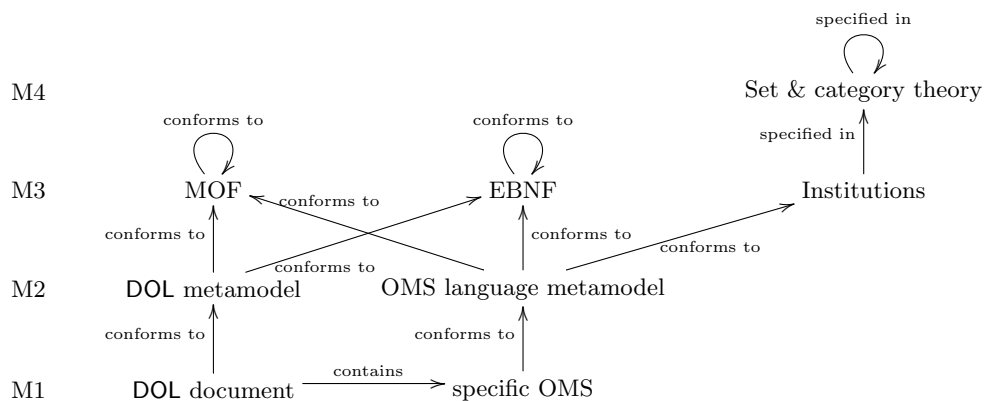 specified in
M4
Set & category theory
conforms to
conforms to
specified in
M3
MOF
EBNF
Institutions
conforms to
conforms to
conforms to
conforms to
conforms to
conforms to
M2
DOL metamodel
OMS language metamodel
conforms to
conforms to
contains
M1
DOL document
specific OMS